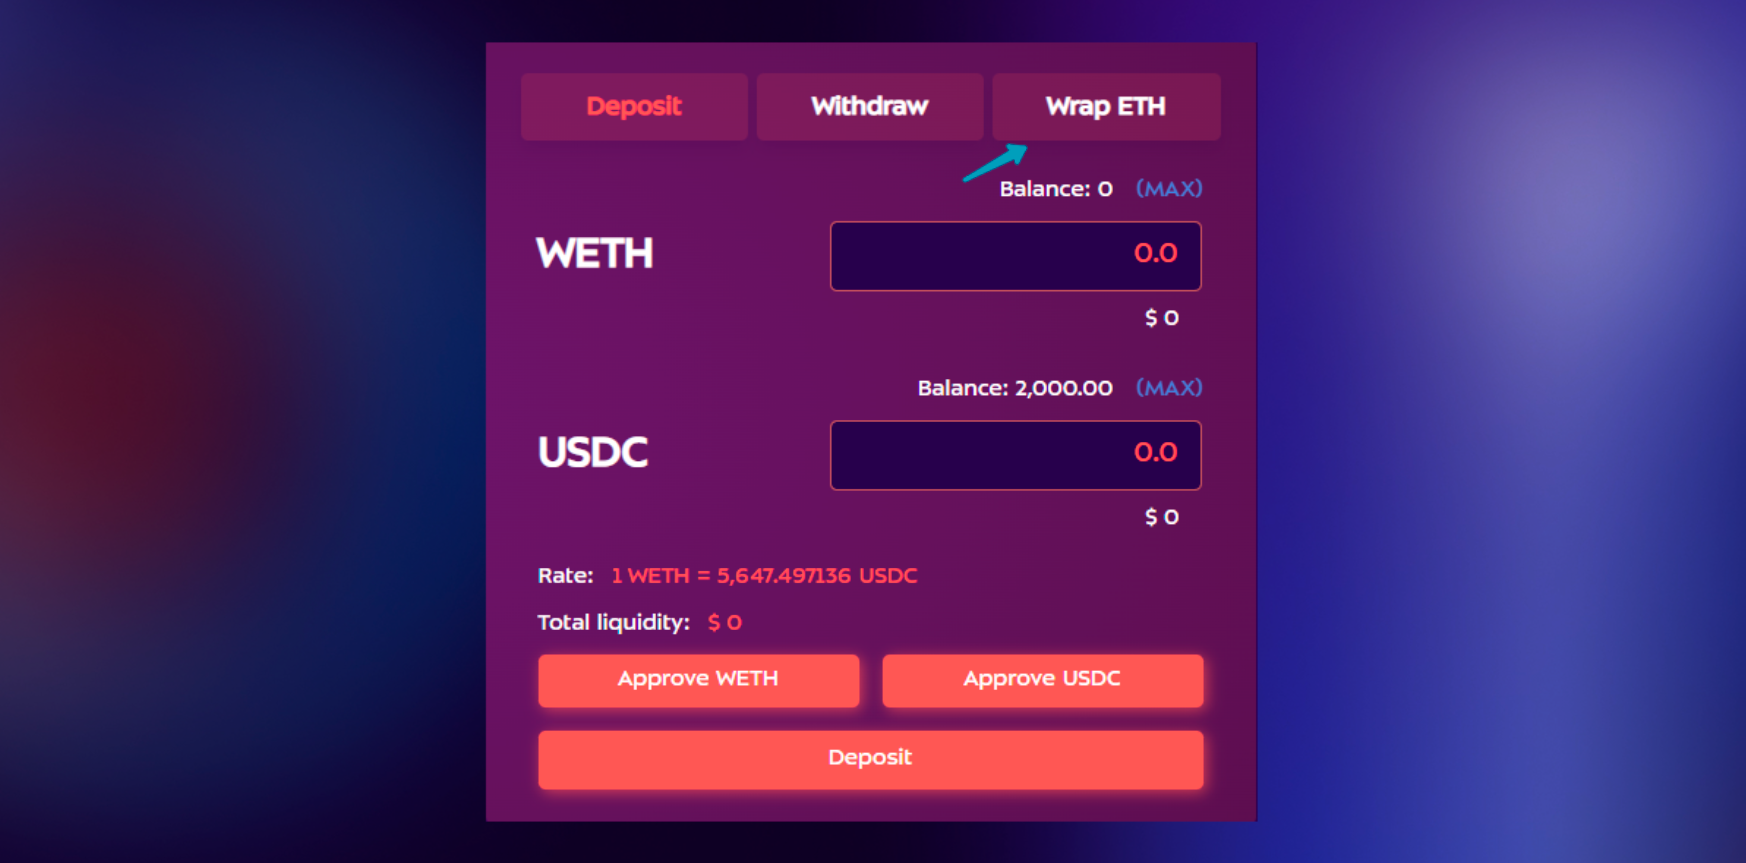 Deposit Withdraw Wrap ETH
Balance: 0 (MAX)
WETH 0.0
$ 0
Balance: 2,000.00 (MAX)
USDC 0.0
$ 0
Rate: 1 WETH = 5,647.497136 USDC
Total liquidity: $ 0
Approve WETH Approve USDC
Deposit